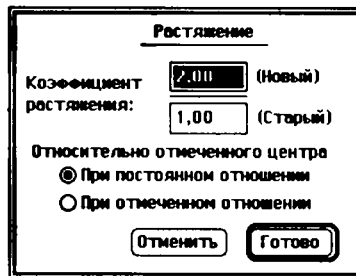 Растяжение
Коэффициент
растяжения:
2,00 (Новый)
1,00 (Старый)
Относительно отмеченного центра
При постоянном отношении
При отмеченном отношении
Отменить Готово